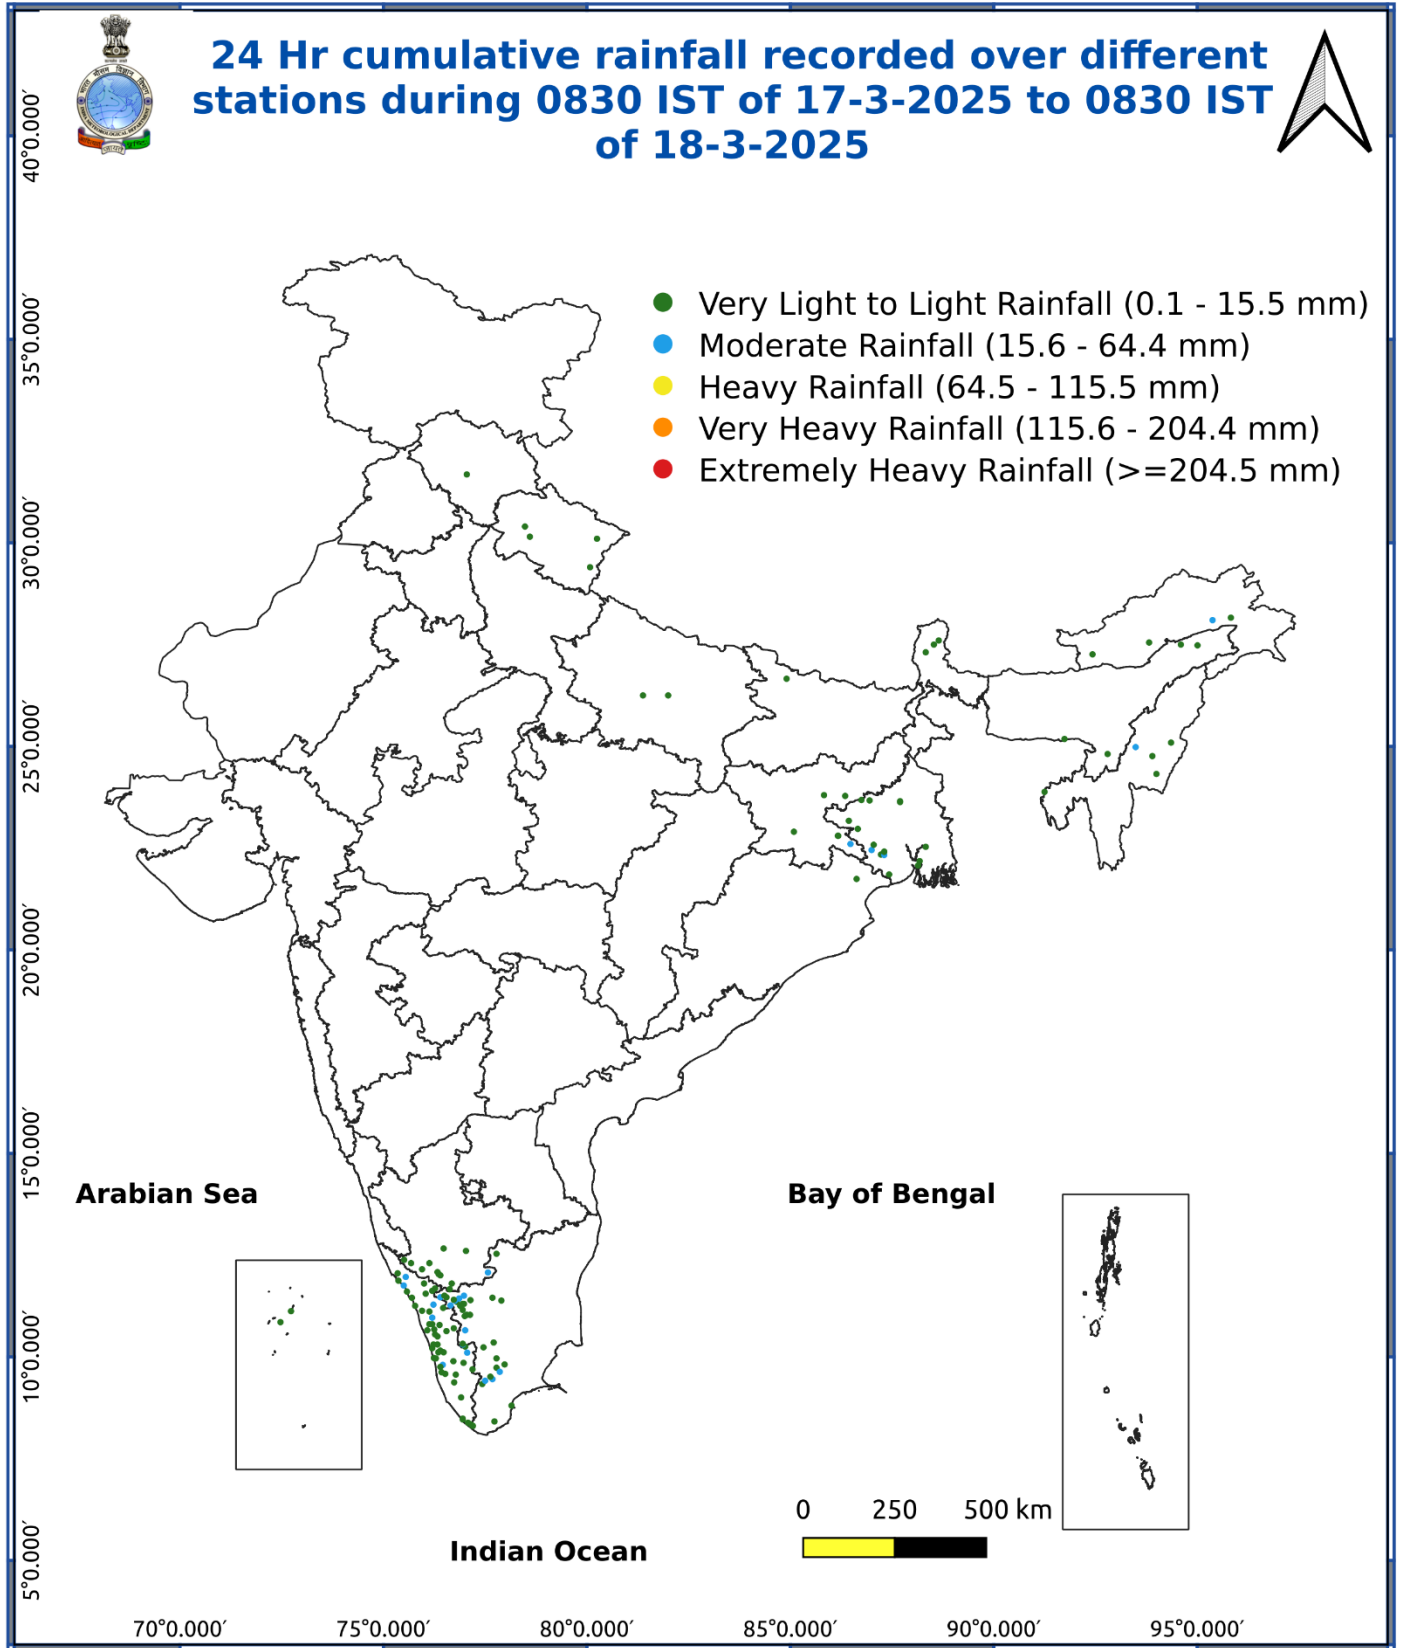 24 Hr cumulative rainfall recorded over different
stations during 0830 IST of 17-3-2025 to 0830 IST
of 18-3-2025
Very Light to Light Rainfall (0.1 - 15.5 mm)
Moderate Rainfall (15.6 - 64.4 mm)
Heavy Rainfall (64.5 - 115.5 mm)
Very Heavy Rainfall (115.6 - 204.4 mm)
Extremely Heavy Rainfall (>=204.5 mm)
40°0.000′
35°0.000′
30°0.000′
25°0.000′
20°0.000′
15°0.000′
10°0.000′
5°0.000′
Arabian Sea
Bay of Bengal
0 250 500 km
Indian Ocean
70°0.000′ 75°0.000′ 80°0.000′ 85°0.000′ 90°0.000′ 95°0.000′